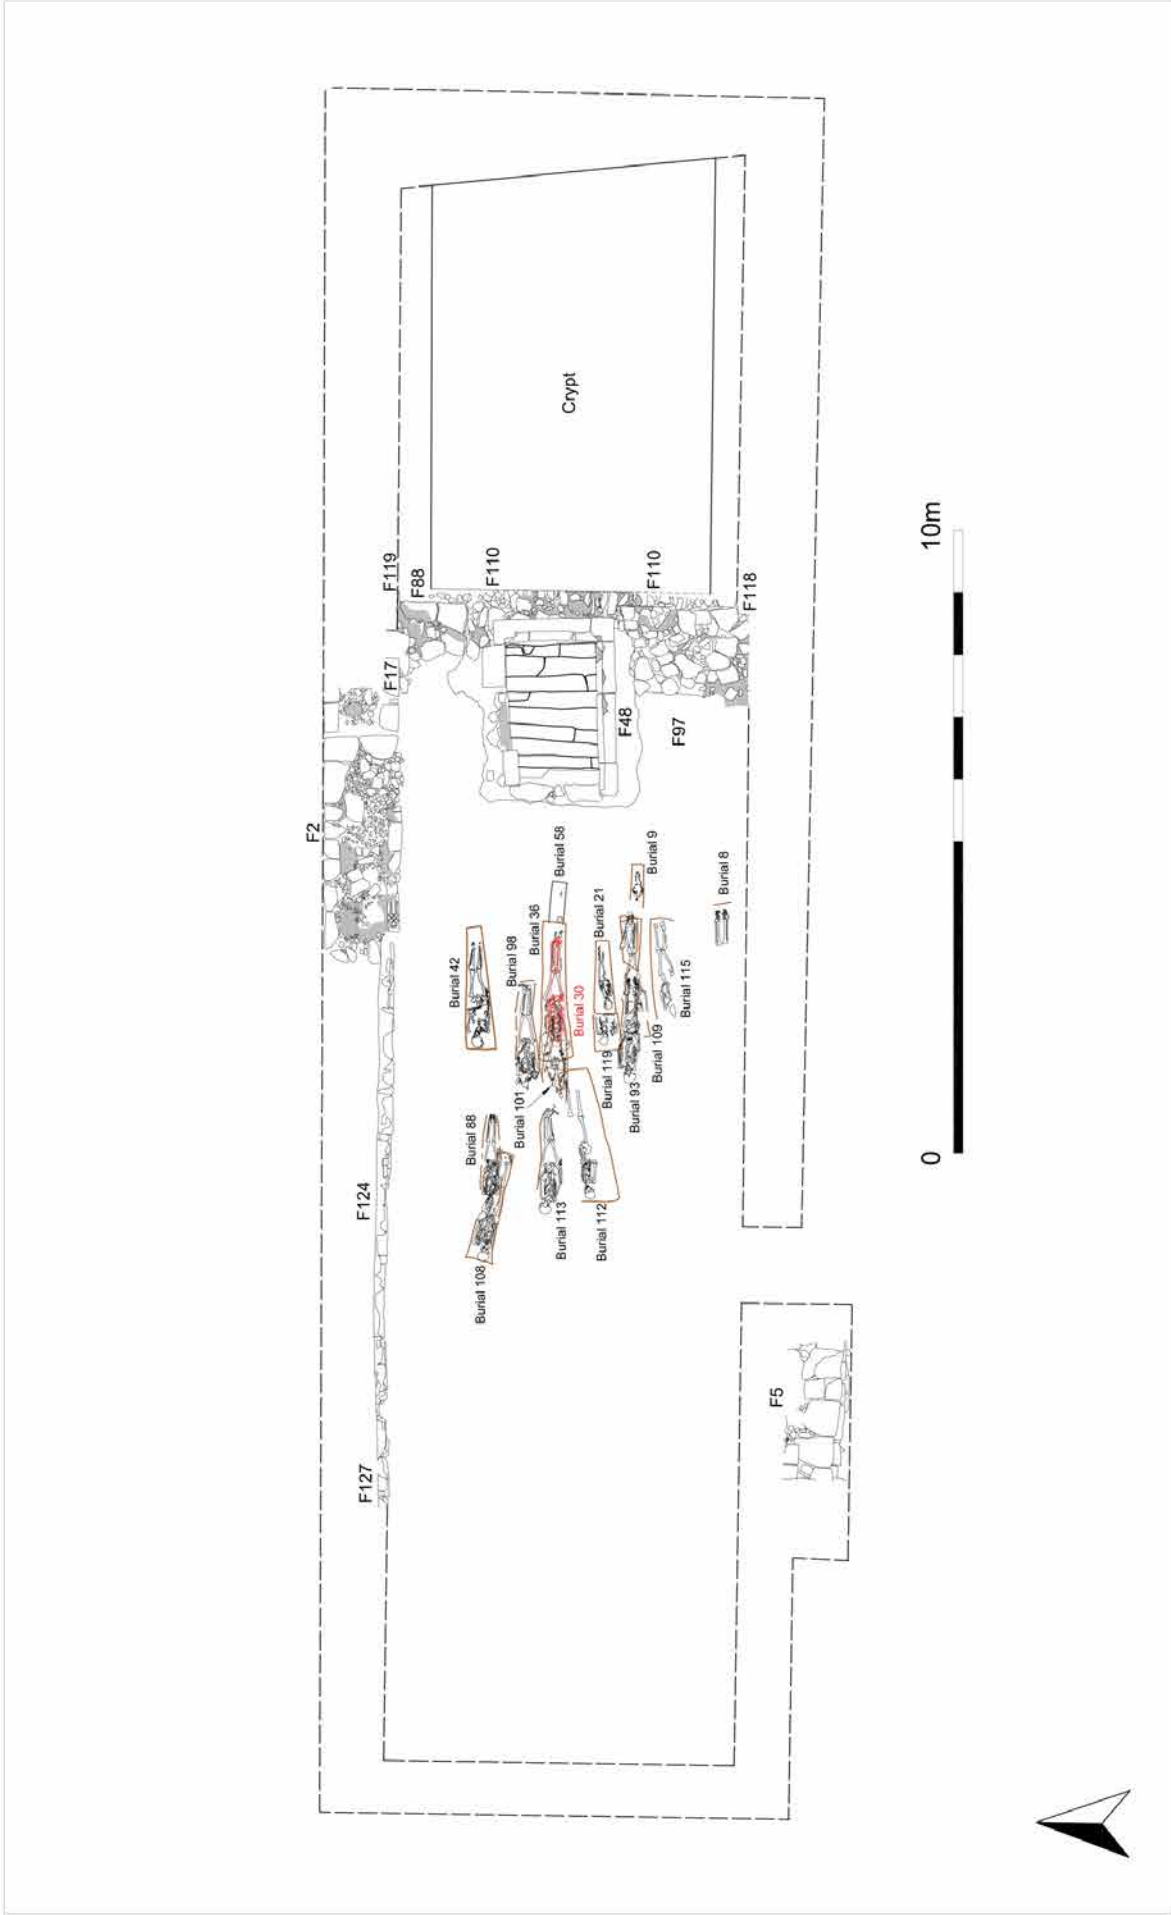 Crypt
F119
F88
F110
F110
F118
F17
F48
F97
F2
Burial 58
Burial 9
Burial 8
Burial 36
Burial 21
Burial 98
Burial 42
Burial 30
Burial 115
Burial 109
Burial 119
Burial 93
Burial 101
Burial 88
Burial 113
Burial 112
Burial 108
F124
F127
F5
0
10m